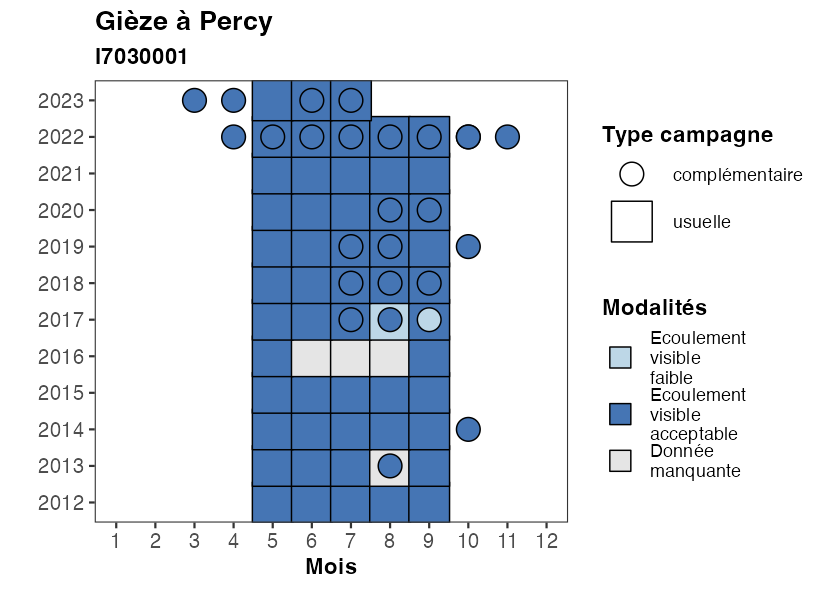 Gièze à Percy
I7030001
2023
2022
2021
2020
2019
2018
2017
2016
2015
2014
2013
2012
1 2 3 4 5 6 7 8 9 10 11 12
Mois
Type campagne
complémentaire
usuelle
Modalités
Ecoulement
visible
faible
Ecoulement
visible
acceptable
Donnée
manquante